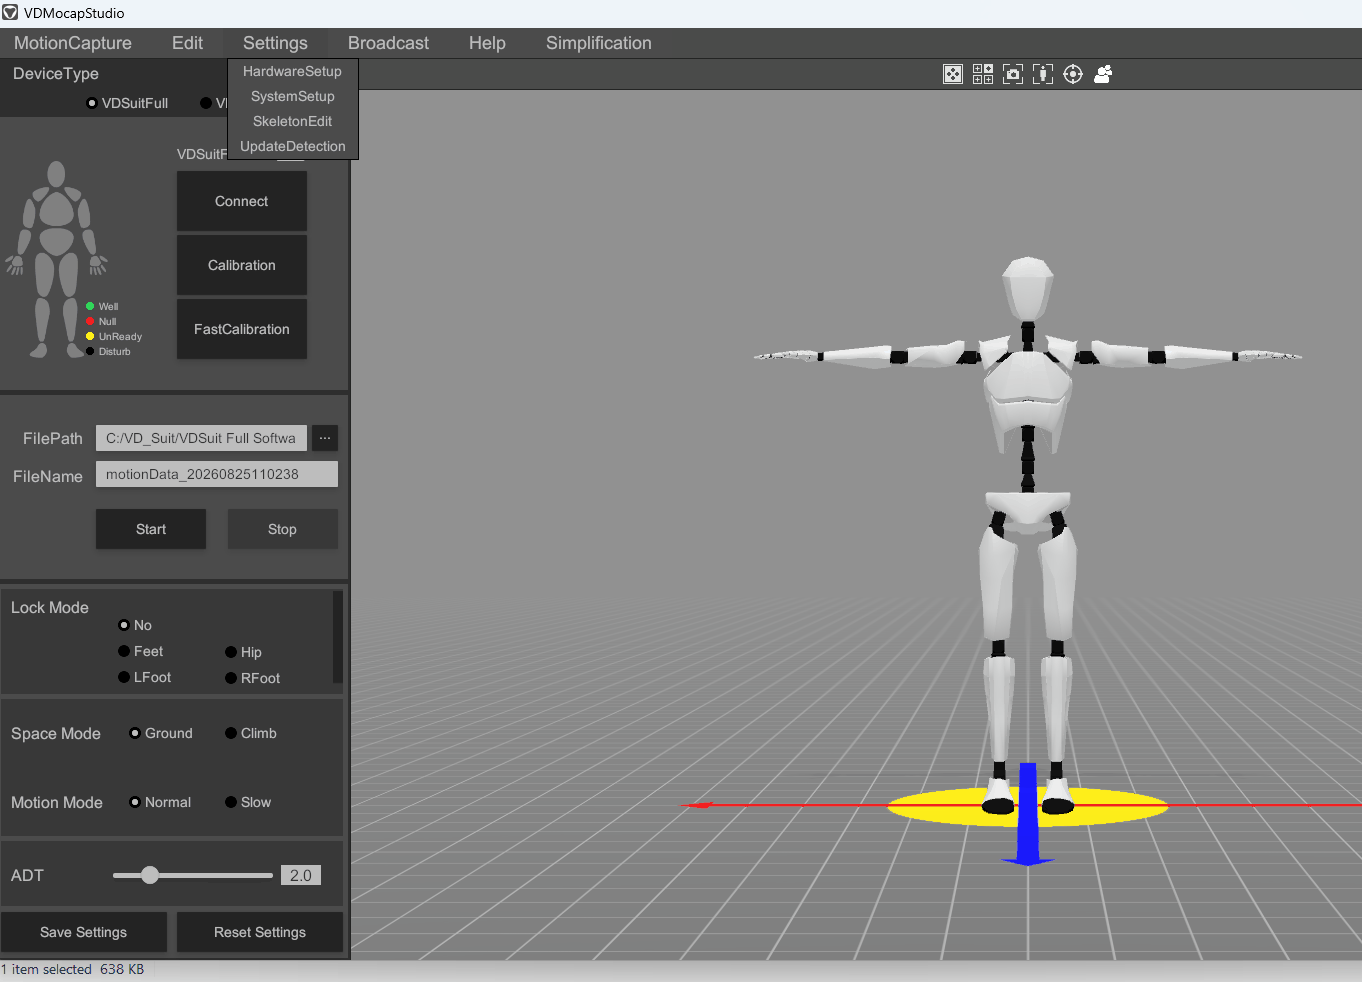 VDMocapStudio
MotionCapture Edit Settings Broadcast Help Simplification
DeviceType
HardwareSetup
SystemSetup
SkeletonEdit
UpdateDetection
VDSuitFull
Connect
Calibration
FastCalibration
Well
Null
UnReady
Disturb
FilePath C:/VD_Suit/VDSuit Full Softwa ...
FileName motionData_20260825110238
Start Stop
Lock Mode
No
Feet Hip
LFoot RFoot
Space Mode Ground Climb
Motion Mode Normal Slow
ADT 2.0
Save Settings Reset Settings
1 item selected 638 KB